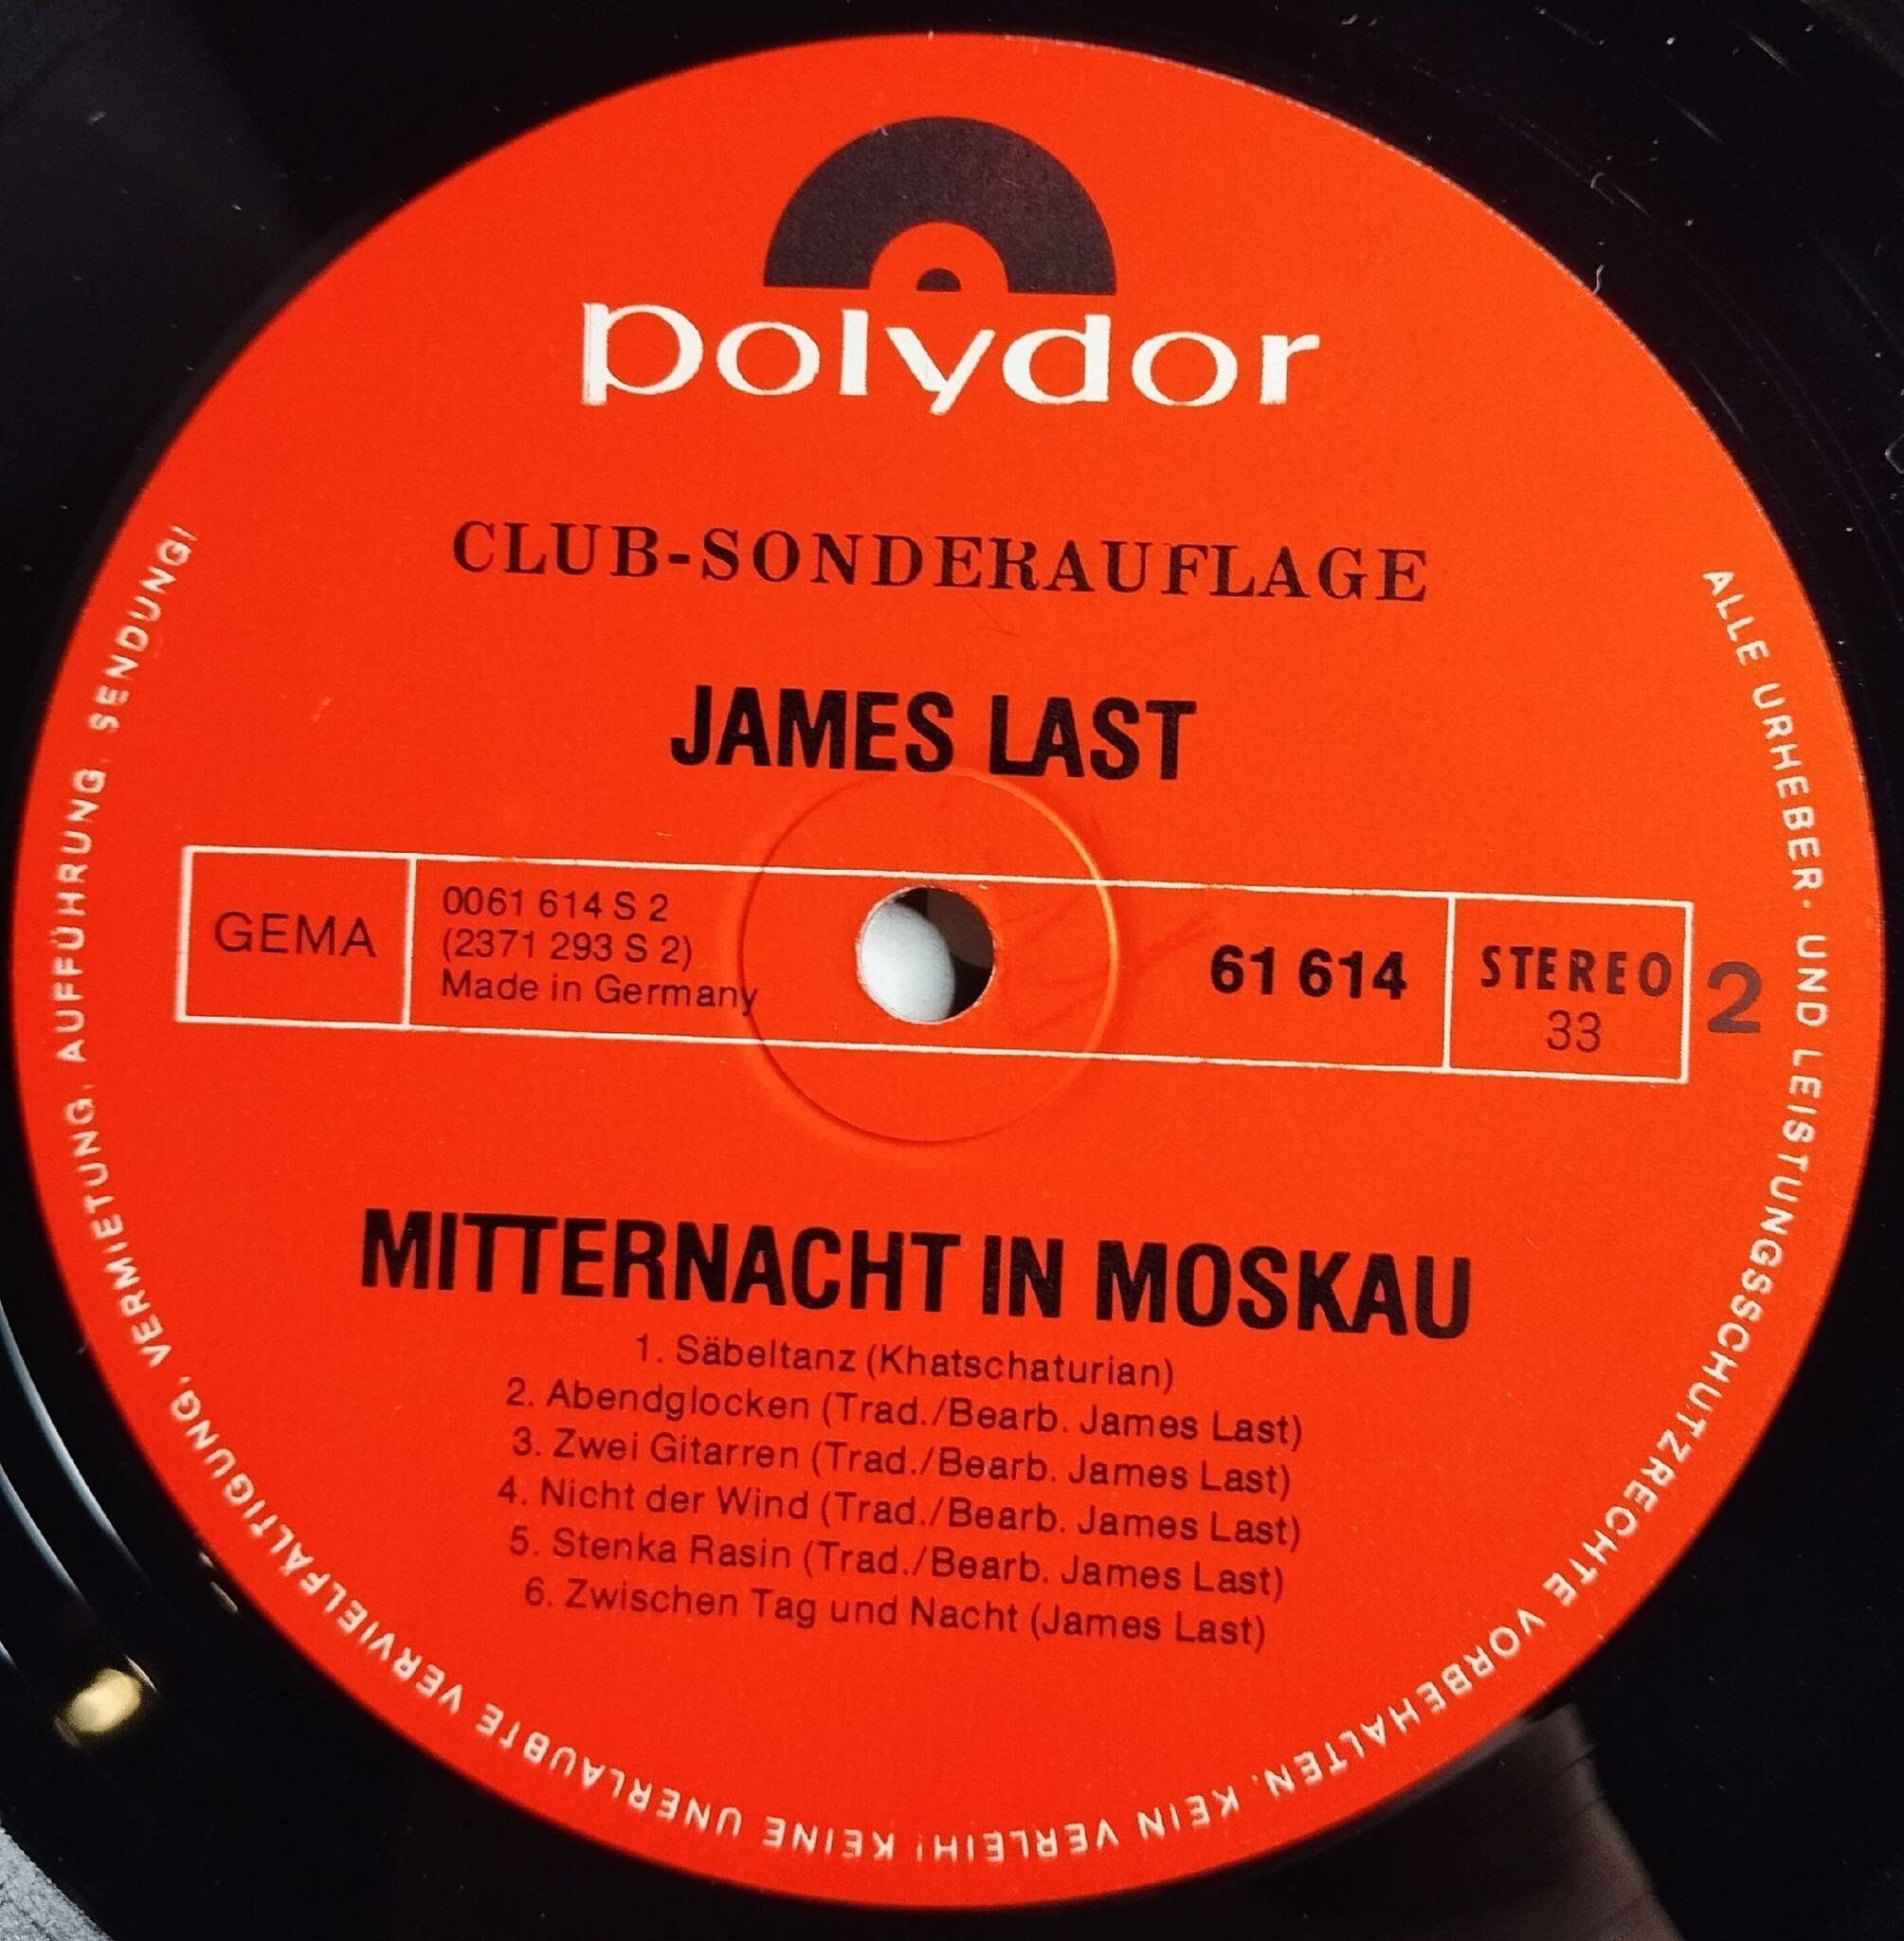 polydor
CLUB-SONDERAUFLAGE
JAMES LAST
GEMA
0061 614 S 2
(2371 293 S 2)
Made in Germany
61 614
STEREO
33
2
MITTERNACHT IN MOSKAU
1. Säbeltanz (Khatschaturian)
2. Abendglocken (Trad./Bearb. James Last)
3. Zwei Gitarren (Trad./Bearb. James Last)
4. Nicht der Wind (Trad./Bearb. James Last)
5. Stenka Rasin (Trad./Bearb. James Last)
6. Zwischen Tag und Nacht (James Last)
ALLE URHEBER- UND LEISTUNGSSCHUTZRECHTE VORBEHALTEN. KEIN VERLEIH! KEINE UNERLAUBTE VERVIELFÄLTIGUNG, VERMIETUNG, AUFFÜHRUNG, SENDUNG!